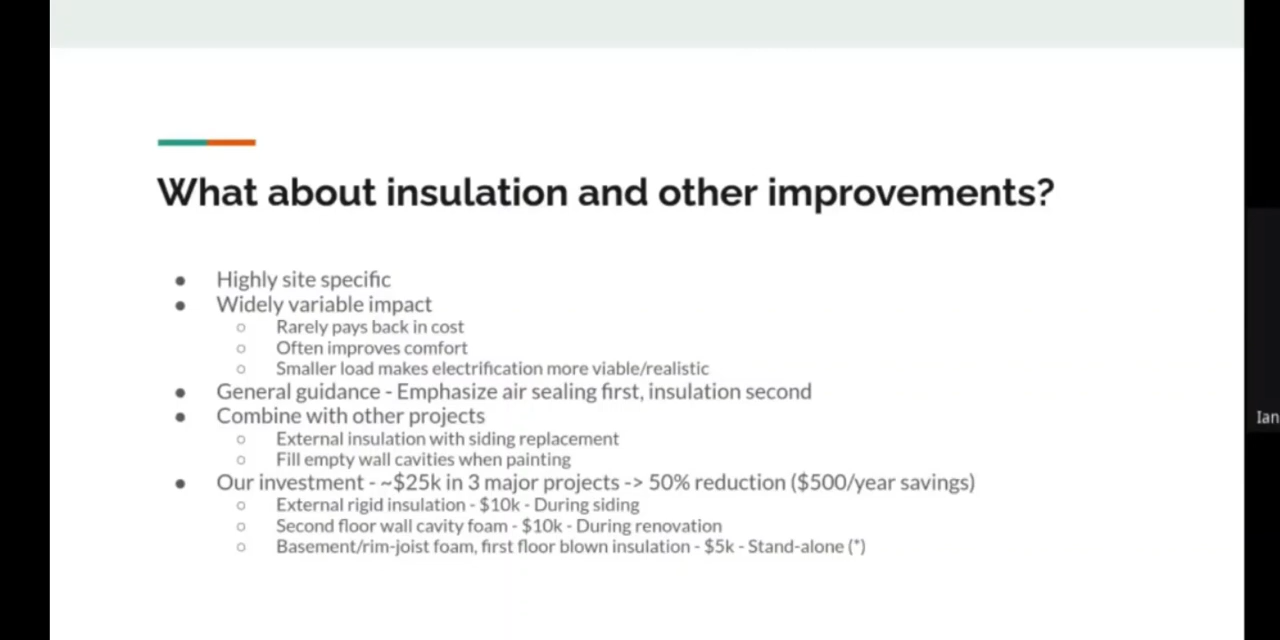 What about insulation and other improvements?
● Highly site specific
● Widely variable impact
○ Rarely pays back in cost
○ Often improves comfort
○ Smaller load makes electrification more viable/realistic
● General guidance - Emphasize air sealing first, insulation second
● Combine with other projects
○ External insulation with siding replacement
○ Fill empty wall cavities when painting
● Our investment - ~$25k in 3 major projects -> 50% reduction ($500/year savings)
○ External rigid insulation - $10k - During siding
○ Second floor wall cavity foam - $10k - During renovation
○ Basement/rim-joist foam, first floor blown insulation - $5k - Stand-alone (*)
Ian